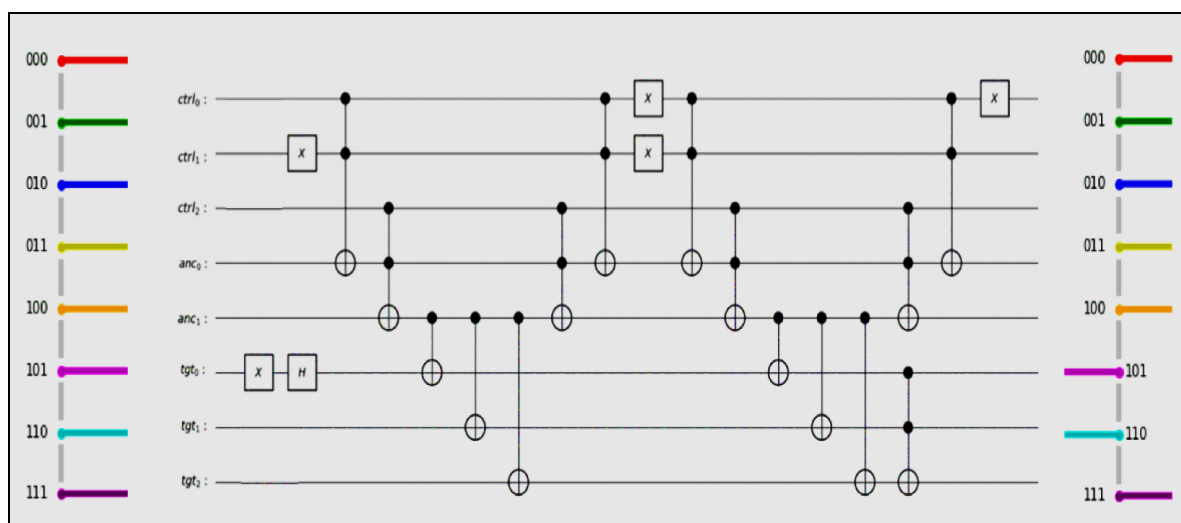 000
001
010
011
100
101
110
111
ctrl₀ :
ctrl₁ :
ctrl₂ :
anc₀ :
anc₁ :
tgt₀ :
tgt₁ :
tgt₂ :
X
X
X
X
X
H
000
001
010
011
100
101
110
111